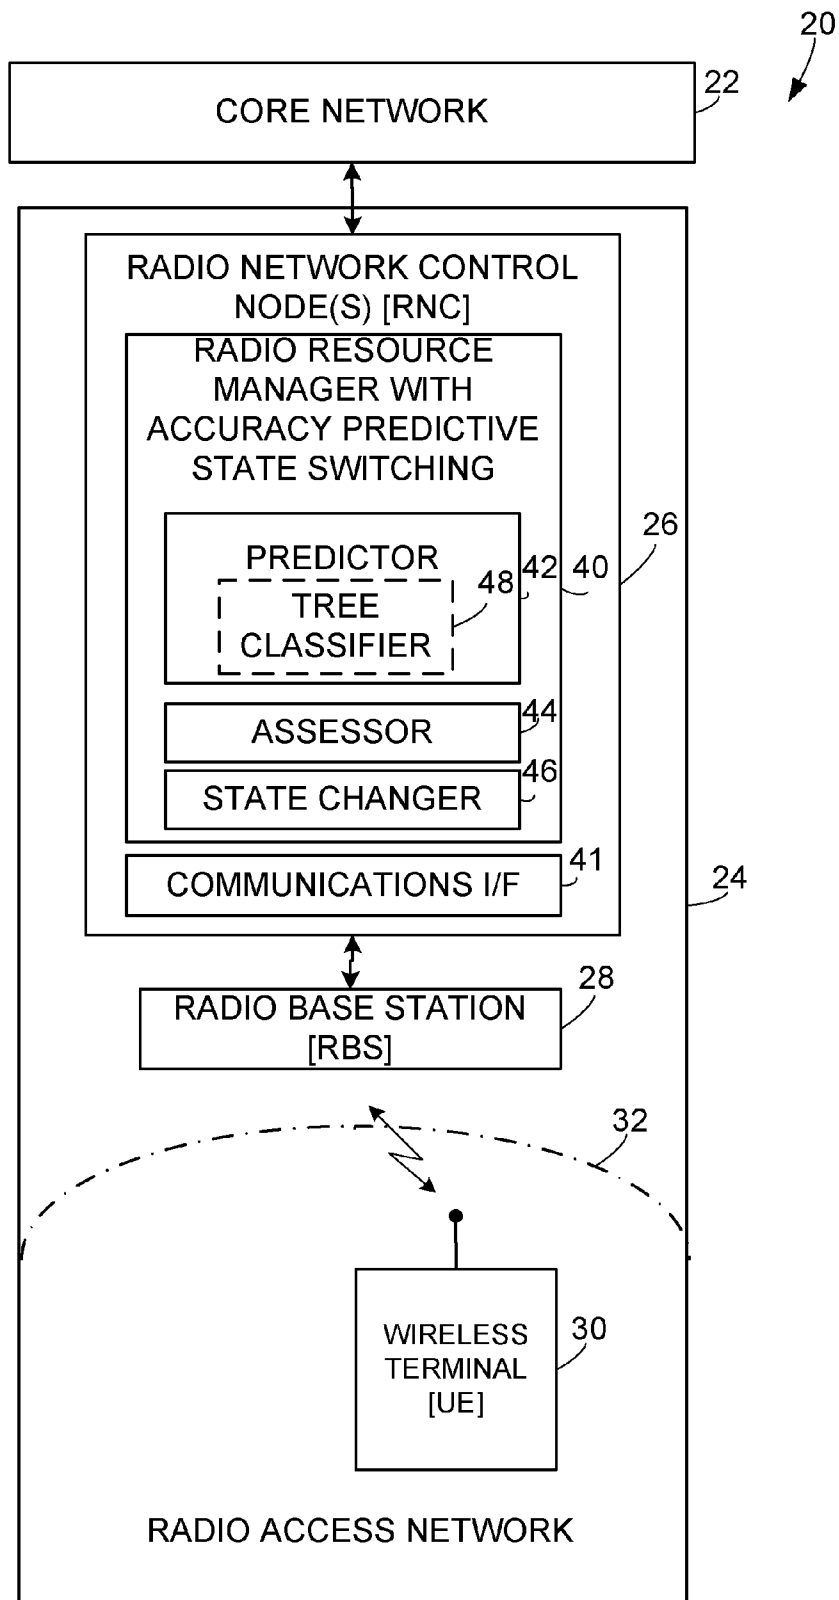 20
CORE NETWORK
22
RADIO NETWORK CONTROL
NODE(S) [RNC]
RADIO RESOURCE
MANAGER WITH
ACCURACY PREDICTIVE
STATE SWITCHING
26
PREDICTOR
48
42
40
TREE
CLASSIFIER
44
ASSESSOR
46
STATE CHANGER
41
COMMUNICATIONS I/F
24
28
RADIO BASE STATION
[RBS]
32
30
WIRELESS
TERMINAL
[UE]
RADIO ACCESS NETWORK